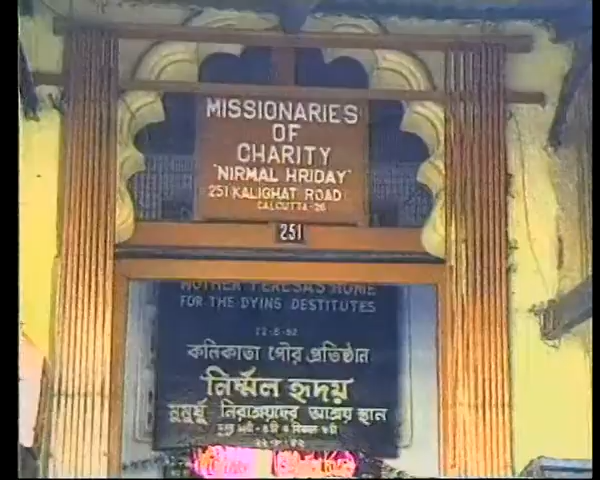 MISSIONARIES
OF
CHARITY
"NIRMAL HRIDAY"
251 KALIGHAT ROAD
CALCUTTA-26
251
MOTHER TERESA'S HOME
FOR THE DYING DESTITUTES
কলিকাতা পৌর প্রতিষ্ঠান
নির্ম্মল হৃদয়
মুমূর্ষু নিরাশ্রয়দের আশ্রয় স্থান